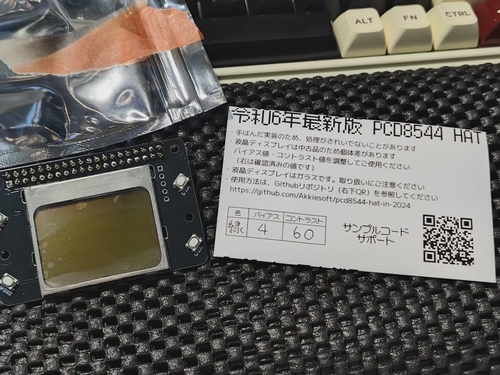 ALT
FN
CTRL
令和6年最新版 PCD8544 HAT
・手はんだ実装のため、処理がきれいでないことがあります
液晶ディスプレイは中古品のため個体差があります
バイアス値・コントラスト値を調整してご使用ください
(右は確認済みの値です)
液晶ディスプレイはガラスです。取り扱いにご注意ください
使用方法は、Githubリポジトリ(右下QR)を参照してください
https://github.com/Akkiesoft/pcd8544-hat-in-2024
色 バイアス コントラスト
緑 4 60
サンプルコード
サポート